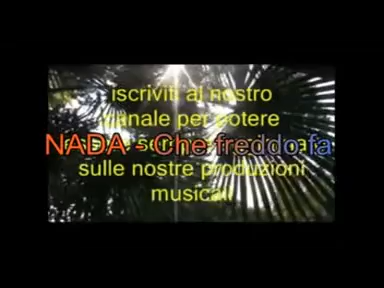 iscriviti al nostro
canale per potere
NADA - Che freddo fa
sulle nostre produzioni
musicali